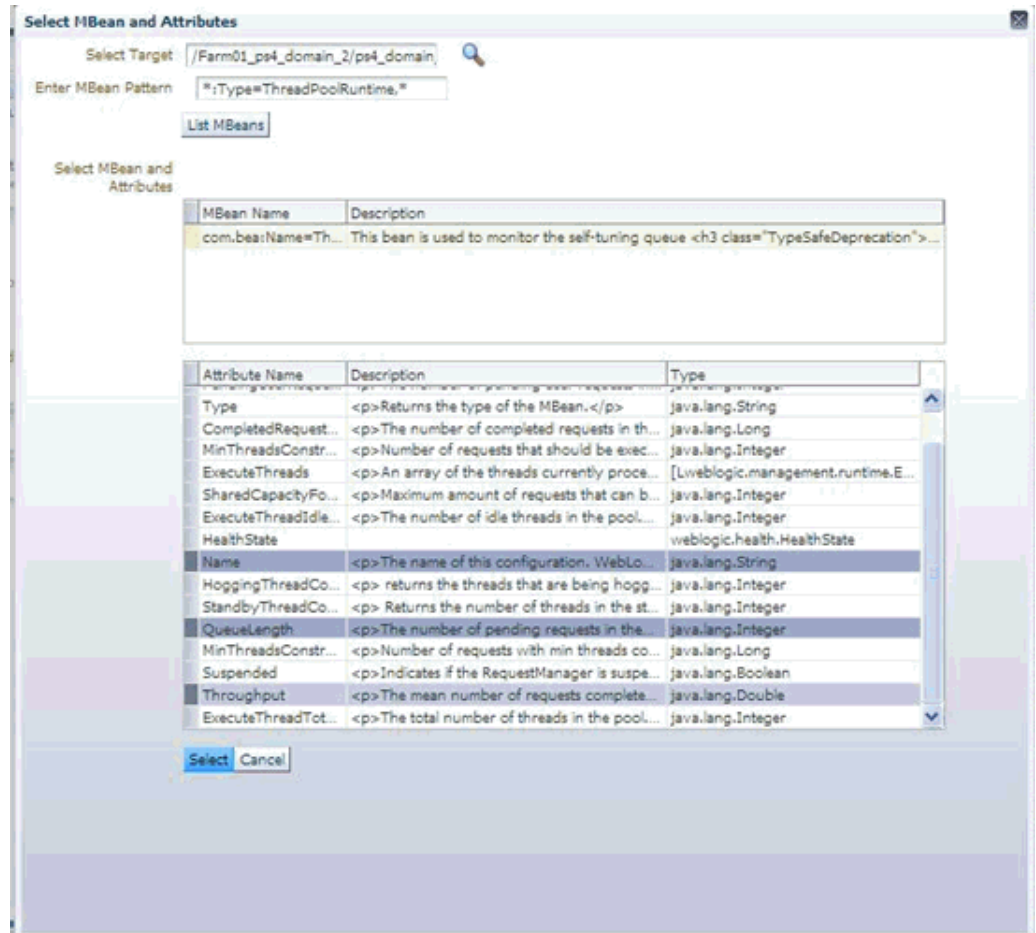 Select MBean and Attributes
Select Target /Farm01_ps4_domain_2/ps4_domain
Enter MBean Pattern *:Type=ThreadPoolRuntime,*
List MBeans
Select MBean and
Attributes
MBean Name Description
com.bea:Name=Th... This bean is used to monitor the self-tuning queue <h3 class="TypeSafeDeprecation">...
Attribute Name Description Type
Type <p>Returns the type of the MBean.</p> java.lang.String
CompletedRequest... <p>The number of completed requests in th... java.lang.Long
MinThreadsConstr... <p>Number of requests that should be exec... java.lang.Integer
ExecuteThreads <p>An array of the threads currently proce... [Lweblogic.management.runtime.E...
SharedCapacityFo... <p>Maximum amount of requests that can b... java.lang.Integer
ExecuteThreadIdle... <p>The number of idle threads in the pool.... java.lang.Integer
HealthState weblogic.health.HealthState
Name <p>The name of this configuration. WebLo... java.lang.String
HoggingThreadCo... <p> returns the threads that are being hogg... java.lang.Integer
StandbyThreadCo... <p> Returns the number of threads in the st... java.lang.Integer
QueueLength <p>The number of pending requests in the... java.lang.Integer
MinThreadsConstr... <p>Number of requests with min threads co... java.lang.Long
Suspended <p>Indicates if the RequestManager is suspe... java.lang.Boolean
Throughput <p>The mean number of requests complete... java.lang.Double
ExecuteThreadTot... <p>The total number of threads in the pool.... java.lang.Integer
Select Cancel